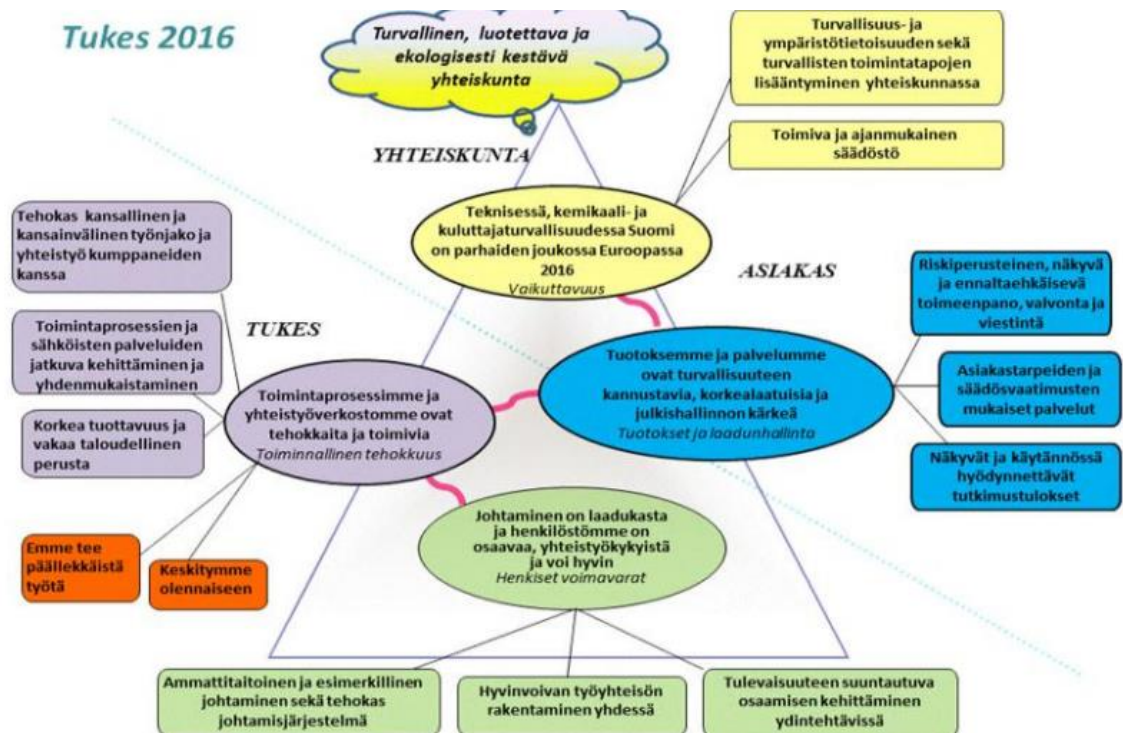 Tukes 2016
Turvallinen, luotettava ja
ekologisesti kestävä
yhteiskunta
Turvallisuus- ja
ympäristötietoisuuden sekä
turvallisten toimintatapojen
lisääntyminen yhteiskunnassa
Toimiva ja ajanmukainen
säädöstö
YHTEISKUNTA
Teknisessä, kemikaali- ja
kuluttajaturvallisuudessa Suomi
on parhaiden joukossa Euroopassa
2016
Vaikuttavuus
Tehokas kansallinen ja
kansainvälinen työnjako ja
yhteistyö kumppaneiden
kanssa
Toimintaprosessien ja
sähköisten palveluiden
jatkuva kehittäminen ja
yhdenmukaistaminen
Korkea tuottavuus ja
vakaa taloudellinen
perusta
TUKES
Toimintaprosessimme ja
yhteistyöverkostomme ovat
tehokkaita ja toimivia
Toiminnallinen tehokkuus
Emme tee
päällekkäistä
työtä
Keskitymme
olennaiseen
ASIAKAS
Tuotoksemme ja palvelumme
ovat turvallisuuteen
kannustavia, korkealaatuisia ja
julkishallinnon kärkeä
Tuotokset ja laadunhallinta
Riskiperusteinen, näkyvä
ja ennaltaehkäisevä
toimeenpano, valvonta ja
viestintä
Asiakastarpeiden ja
säädösvaatimusten
mukaiset palvelut
Näkyvät ja käytännössä
hyödynnettävät
tutkimustulokset
Johtaminen on laadukasta
ja henkilöstömme on
osaavaa, yhteistyökykyistä
ja voi hyvin
Henkiset voimavarat
Ammattitaitoinen ja esimerkillinen
johtaminen sekä tehokas
johtamisjärjestelmä
Hyvinvoivan työyhteisön
rakentaminen yhdessä
Tulevaisuuteen suuntautuva
osaamisen kehittäminen
ydintehtävissä